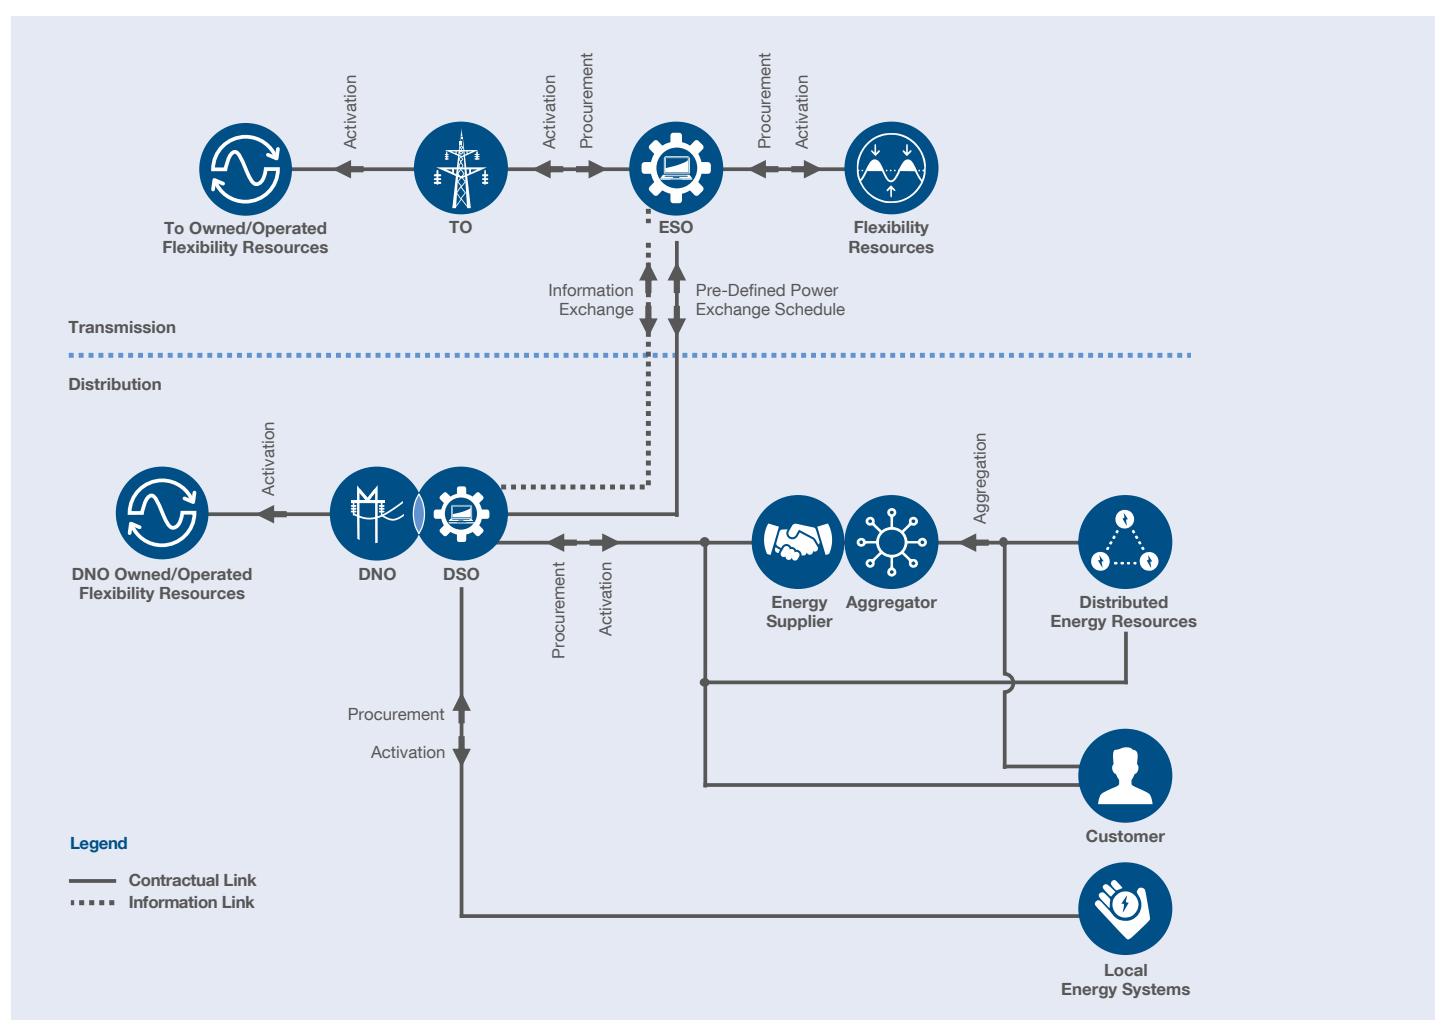 Activation
Activation
Procurement
Procurement
Activation
To Owned/Operated
Flexibility Resources
TO
ESO
Flexibility
Resources
Information
Exchange
Pre-Defined Power
Exchange Schedule
Transmission
Distribution
Activation
Aggregation
DNO Owned/Operated
Flexibility Resources
DNO
DSO
Procurement
Activation
Energy
Supplier
Aggregator
Distributed
Energy Resources
Procurement
Activation
Customer
Legend
Contractual Link
Information Link
Local
Energy Systems